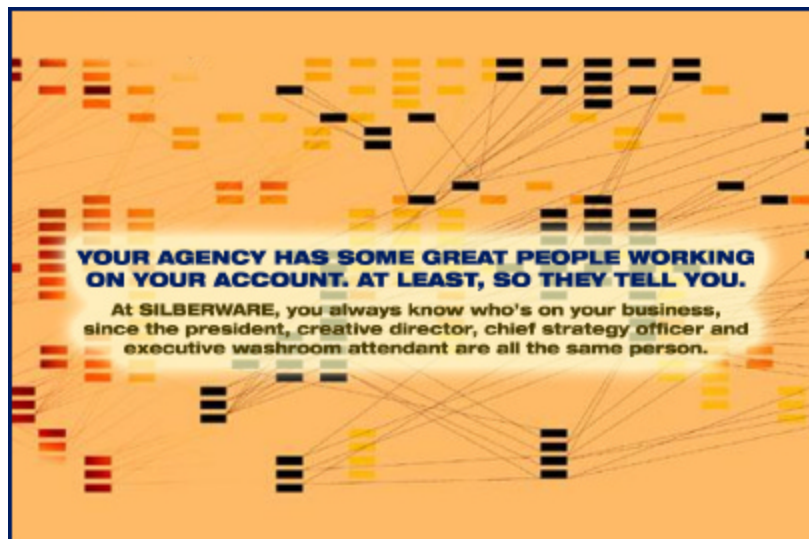 YOUR AGENCY HAS SOME GREAT PEOPLE WORKING
ON YOUR ACCOUNT. AT LEAST, SO THEY TELL YOU.
At SILBERWARE, you always know who's on your business,
since the president, creative director, chief strategy officer and
executive washroom attendant are all the same person.